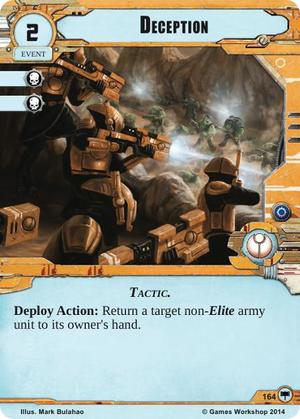 DECEPTION
2
EVENT
TACTIC.
Deploy Action: Return a target non-Elite army
unit to its owner's hand.
164
Illus. Mark Bulahao
© Games Workshop 2014